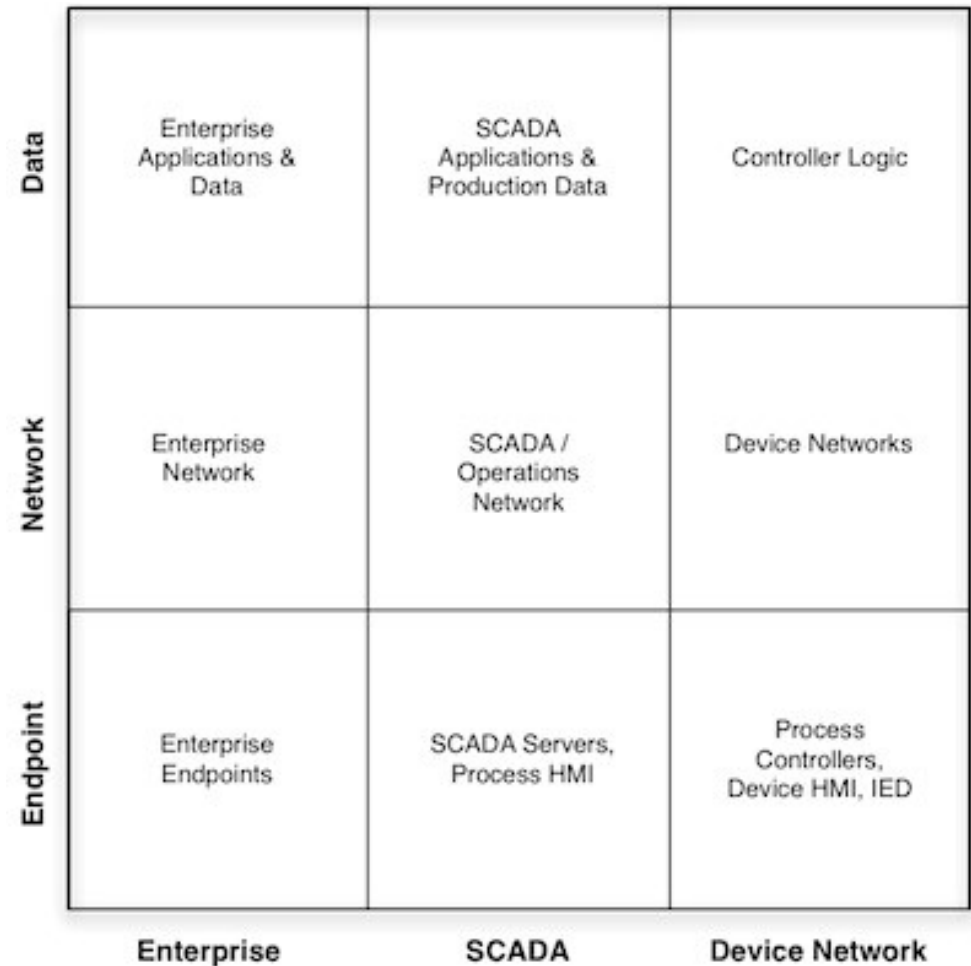 Data
Enterprise
Applications &
Data
SCADA
Applications &
Production Data
Controller Logic
Network
Enterprise
Network
SCADA /
Operations
Network
Device Networks
Endpoint
Enterprise
Endpoints
SCADA Servers,
Process HMI
Process
Controllers,
Device HMI, IED
Enterprise
SCADA
Device Network